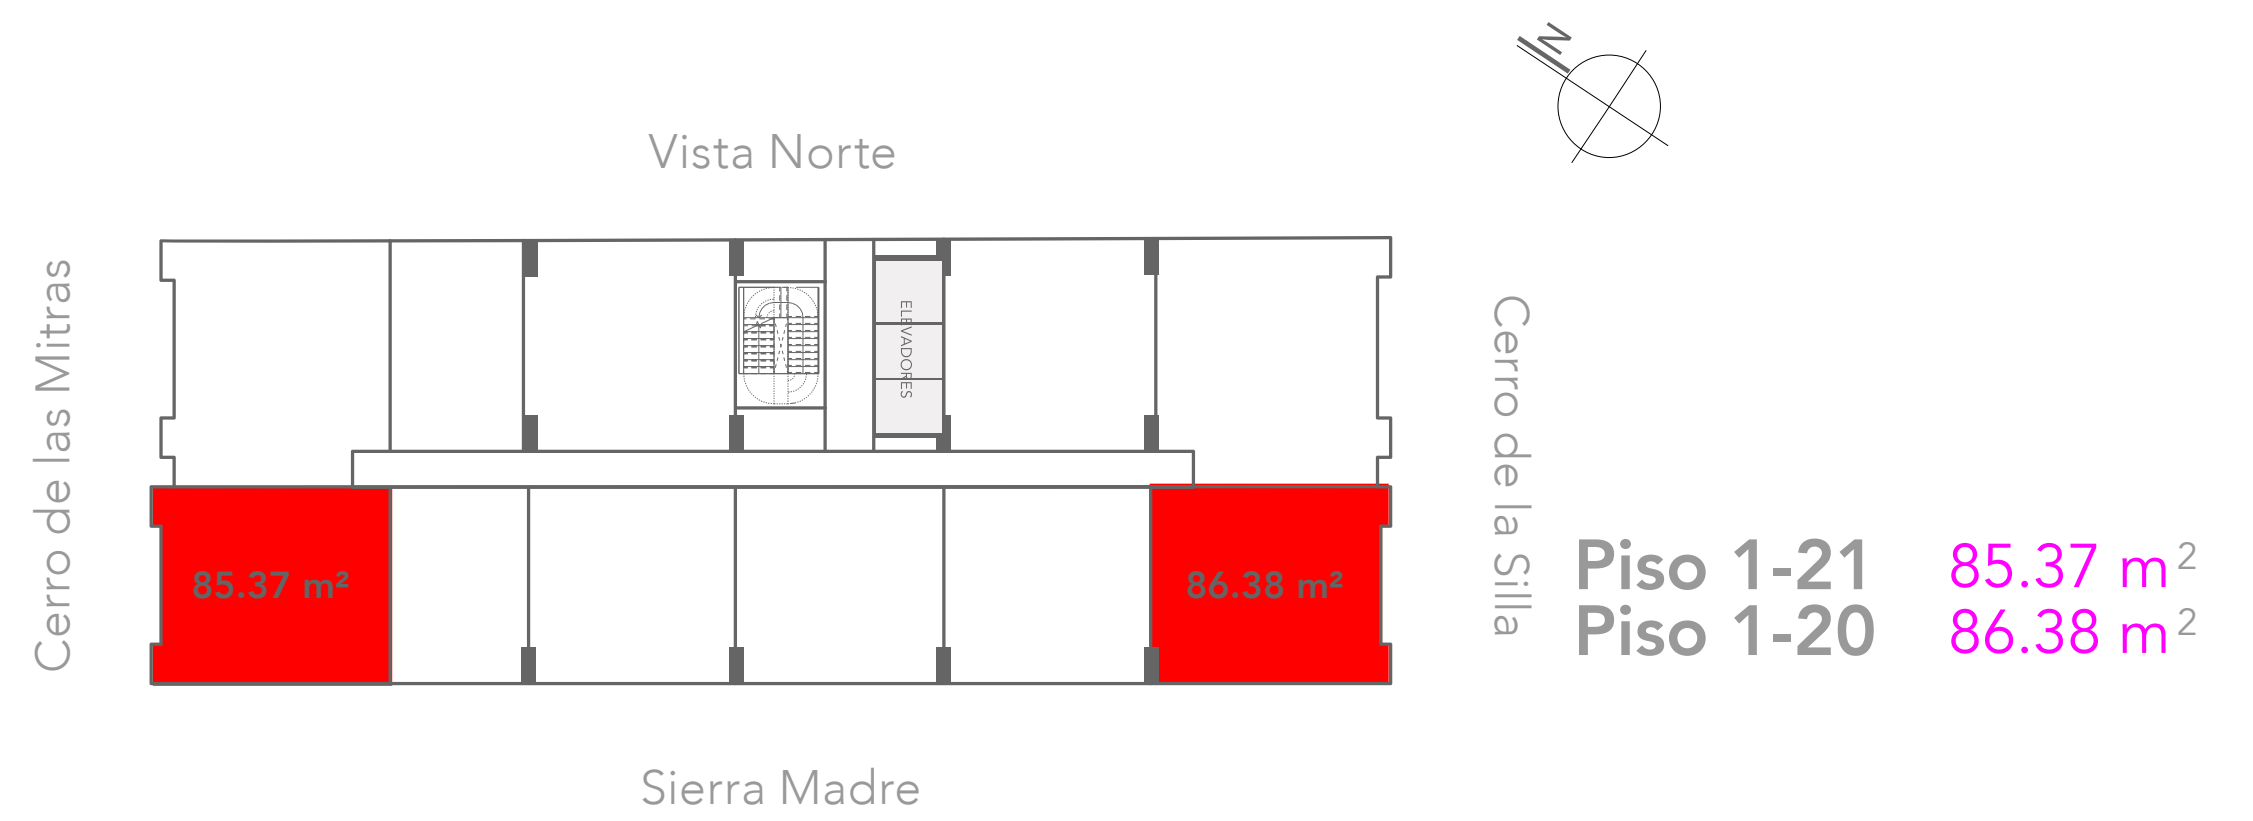 N
Vista Norte
Cerro de las Mitras
ELEVADORES
Cerro de la Silla
85.37 m²
86.38 m²
Piso 1-21 85.37 m²
Piso 1-20 86.38 m²
Sierra Madre